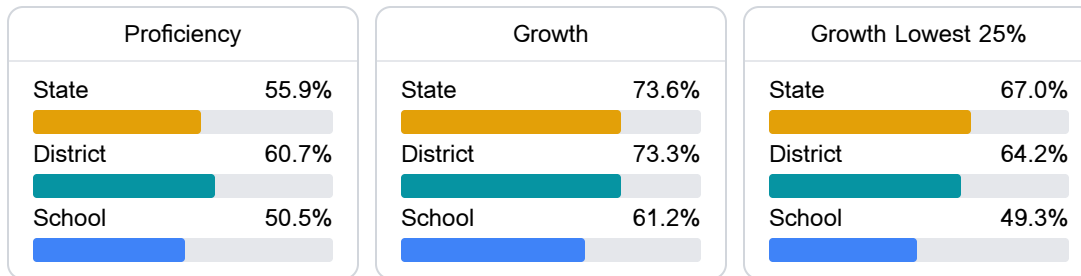 Proficiency
State 55.9%
District 60.7%
School 50.5%
Growth
State 73.6%
District 73.3%
School 61.2%
Growth Lowest 25%
State 67.0%
District 64.2%
School 49.3%